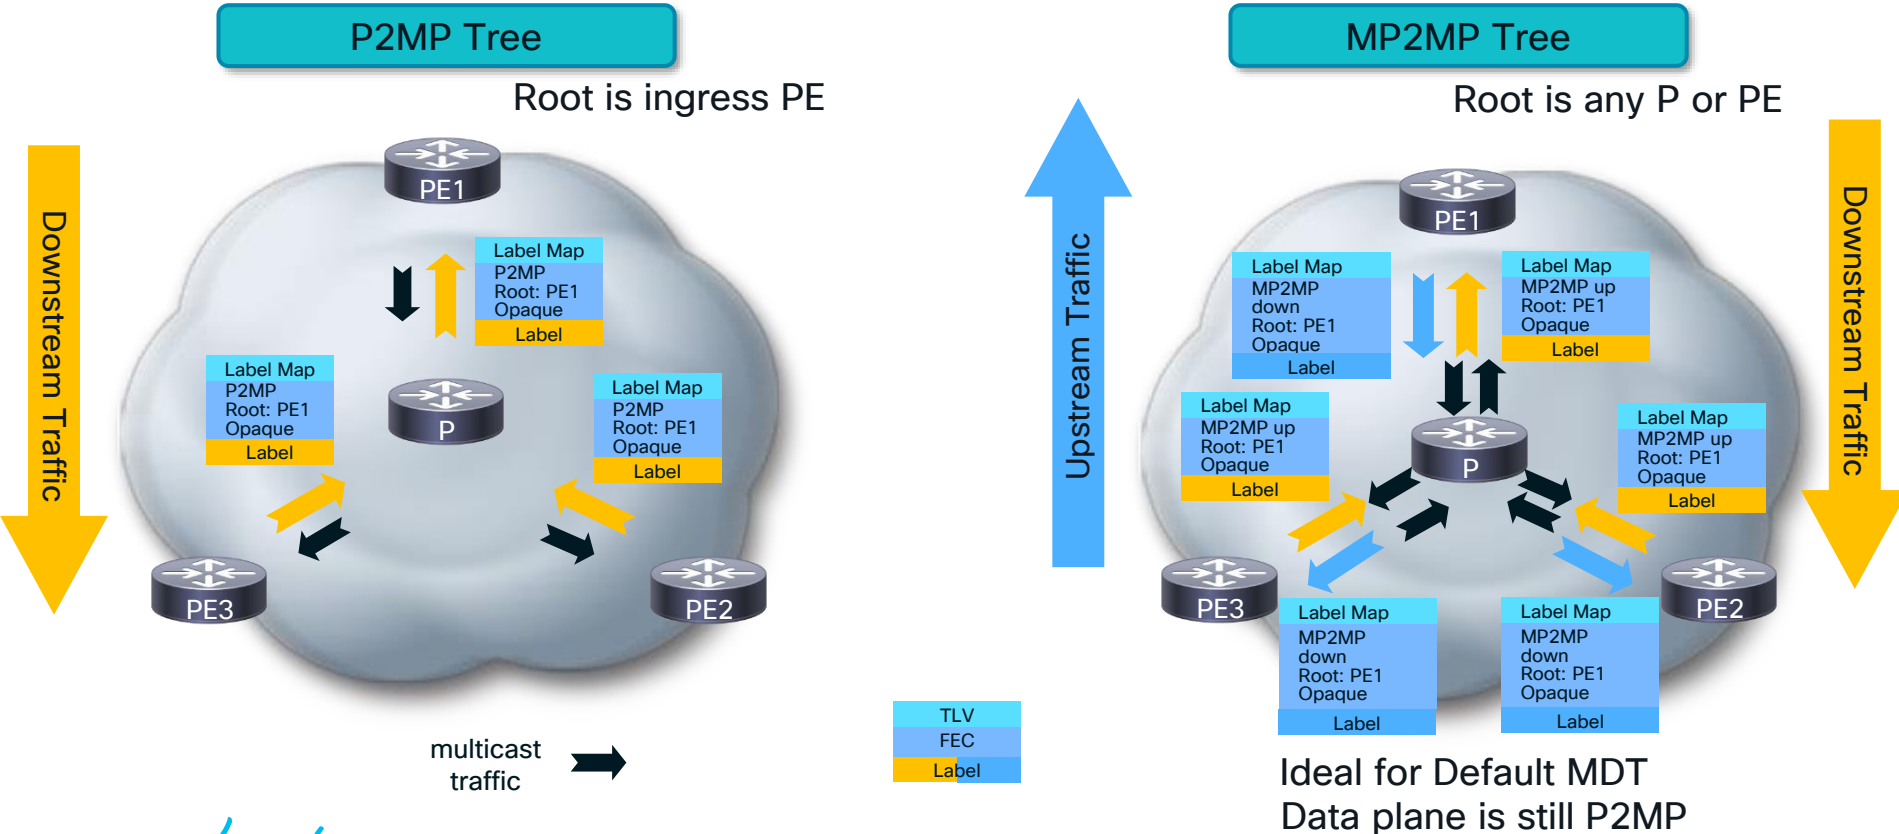 P2MP Tree
Root is ingress PE
Downstream Traffic
PE1
Label Map
P2MP
Root: PE1
Opaque
Label
Label Map
P2MP
Root: PE1
Opaque
Label
P
Label Map
P2MP
Root: PE1
Opaque
Label
PE3
PE2
multicast
traffic
TLV
FEC
Label
MP2MP Tree
Root is any P or PE
Upstream Traffic
Downstream Traffic
PE1
Label Map
MP2MP
down
Root: PE1
Opaque
Label
Label Map
MP2MP up
Root: PE1
Opaque
Label
Label Map
MP2MP up
Root: PE1
Opaque
Label
P
Label Map
MP2MP up
Root: PE1
Opaque
Label
PE3
PE2
Label Map
MP2MP
down
Root: PE1
Opaque
Label
Label Map
MP2MP
down
Root: PE1
Opaque
Label
Ideal for Default MDT
Data plane is still P2MP